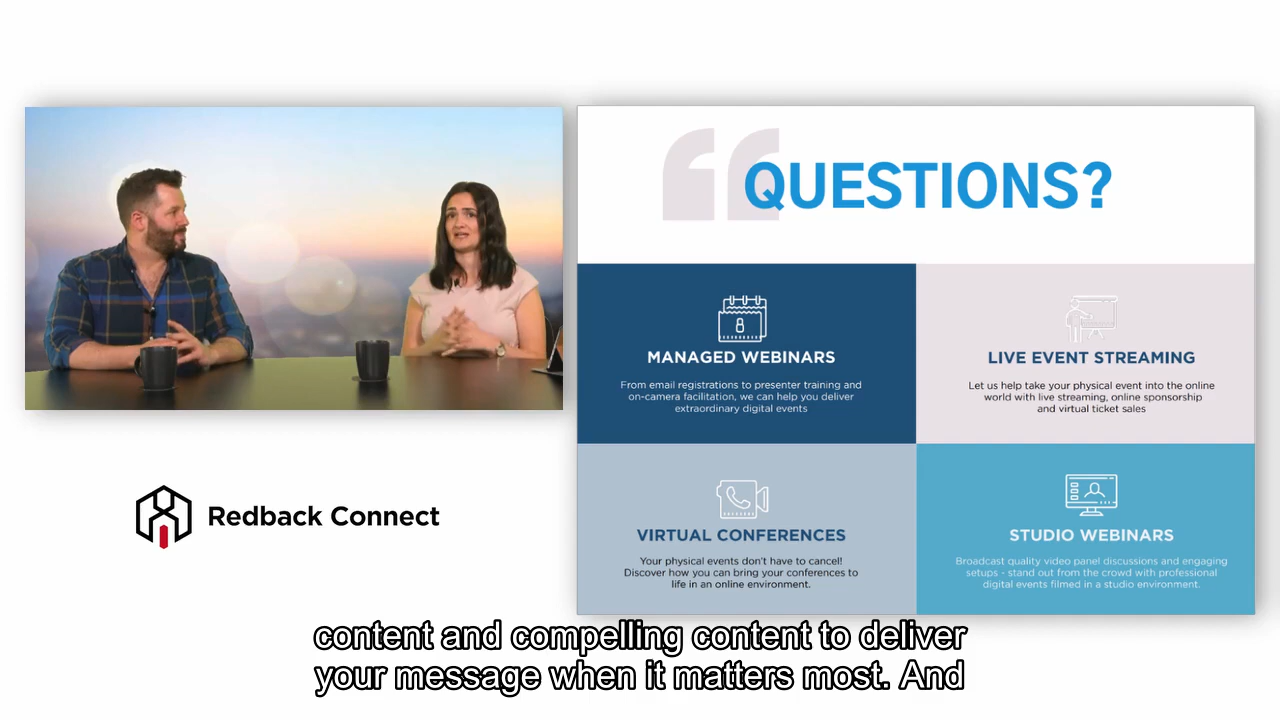 QUESTIONS?
MANAGED WEBINARS
From email registrations to presenter training and
on-camera facilitation, we can help you deliver
extraordinary digital events
LIVE EVENT STREAMING
Let us help take your physical event into the online
world with live streaming, online sponsorship
and virtual ticket sales
VIRTUAL CONFERENCES
Your physical events don't have to cancel!
Discover how you can bring your conferences to
life in an online environment.
STUDIO WEBINARS
Broadcast quality video panel discussions and engaging
setups - stand out from the crowd with professional
digital events filmed in a studio environment.
Redback Connect
content and compelling content to deliver
your message when it matters most. And